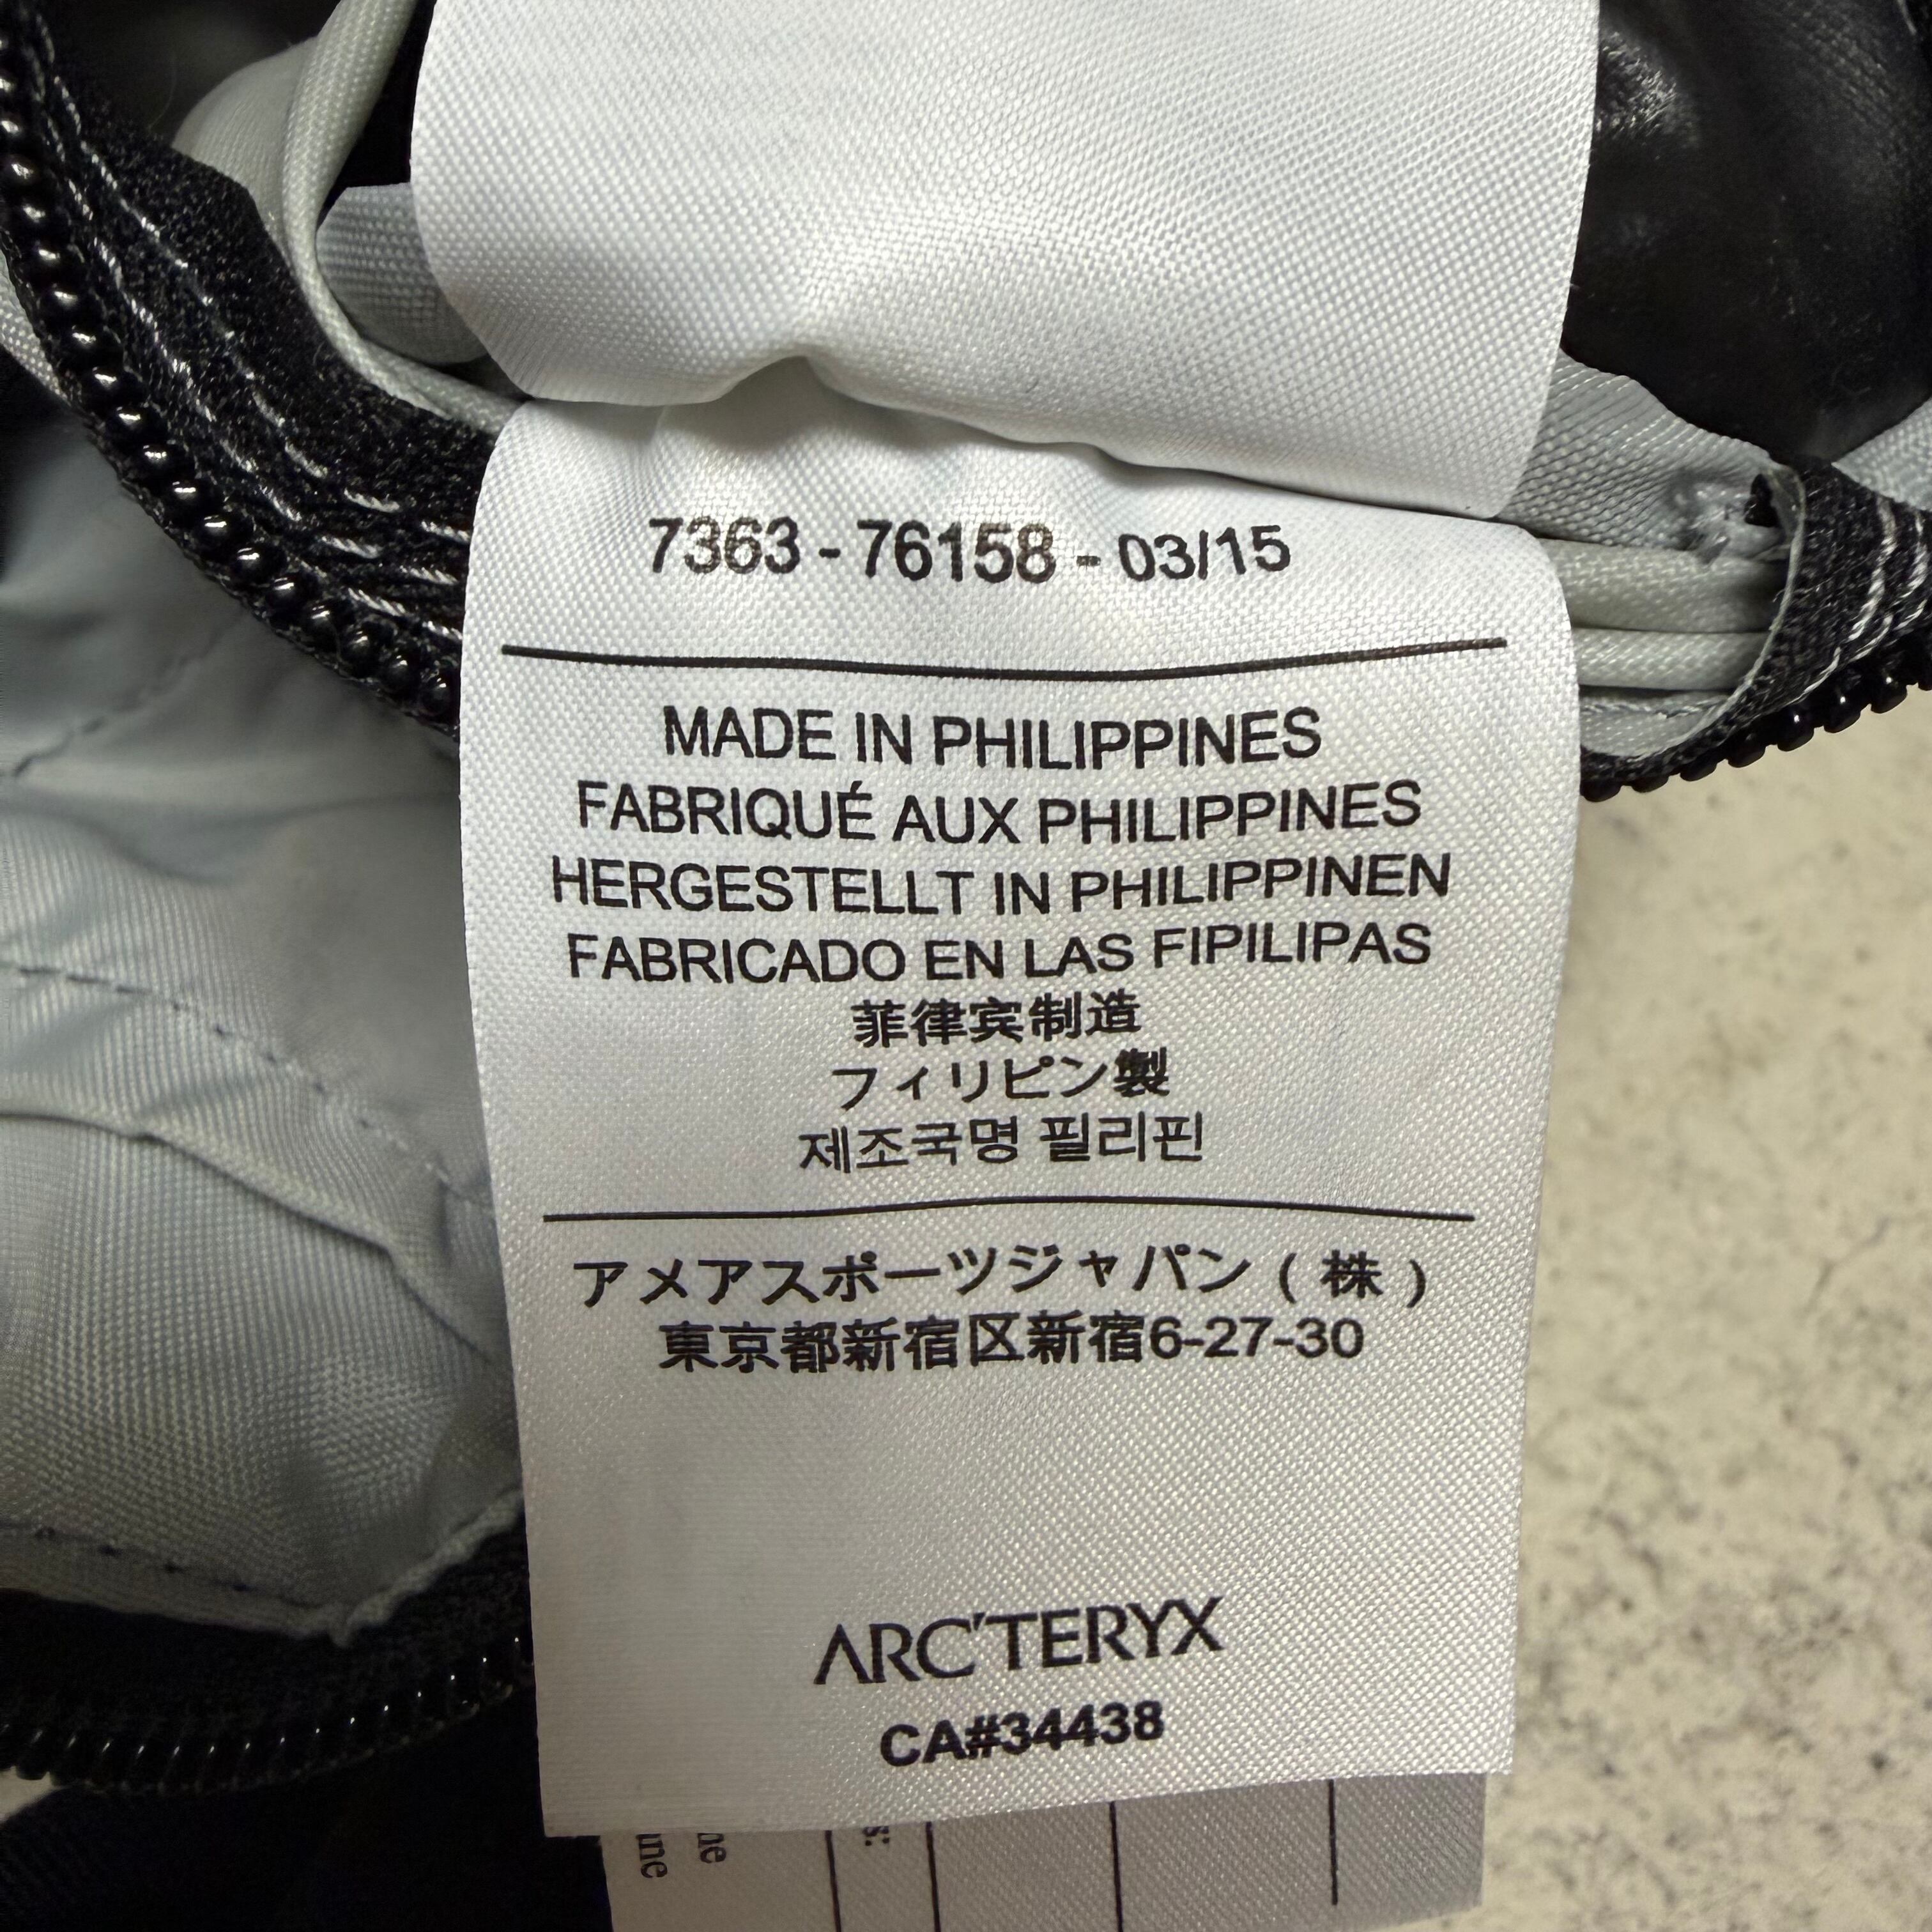 7363 - 76158 - 03/15
MADE IN PHILIPPINES
FABRIQUÉ AUX PHILIPPINES
HERGESTELLT IN PHILIPPINEN
FABRICADO EN LAS FIPILIPAS
菲律宾制造
フィリピン製
제조국명 필리핀
アメアスポーツジャパン ( 株 )
東京都新宿区新宿6-27-30
ARC'TERYX
CA#34438